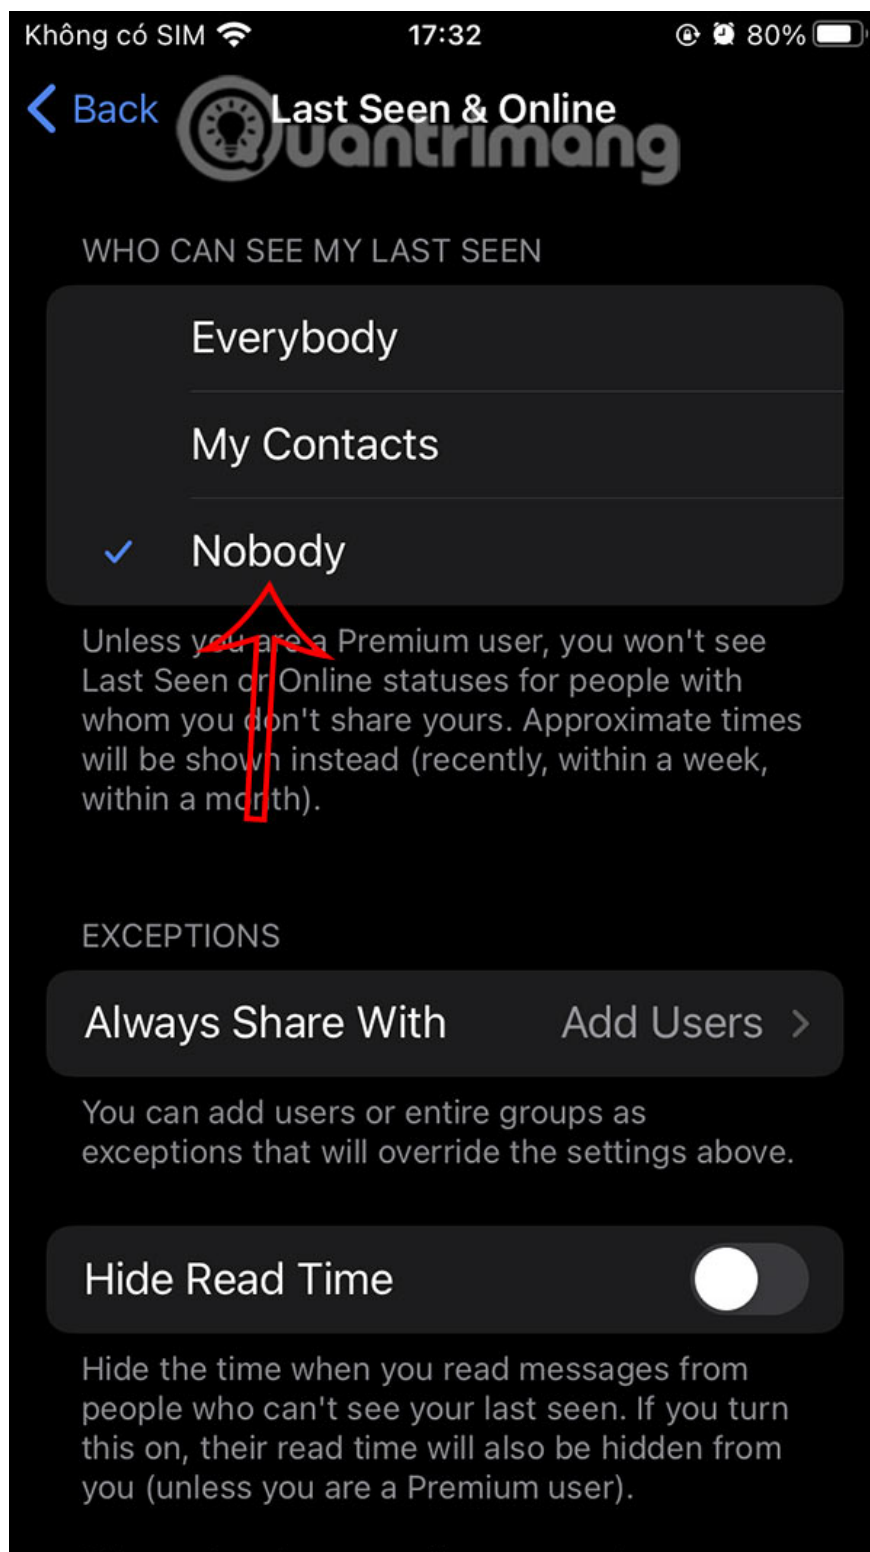 Không có SIM 17:32 80%
Back Last Seen & Online
Quantrimang
WHO CAN SEE MY LAST SEEN
Everybody
My Contacts
Nobody
Unless you are a Premium user, you won't see
Last Seen or Online statuses for people with
whom you don't share yours. Approximate times
will be shown instead (recently, within a week,
within a month).
EXCEPTIONS
Always Share With Add Users
You can add users or entire groups as
exceptions that will override the settings above.
Hide Read Time
Hide the time when you read messages from
people who can't see your last seen. If you turn
this on, their read time will also be hidden from
you (unless you are a Premium user).